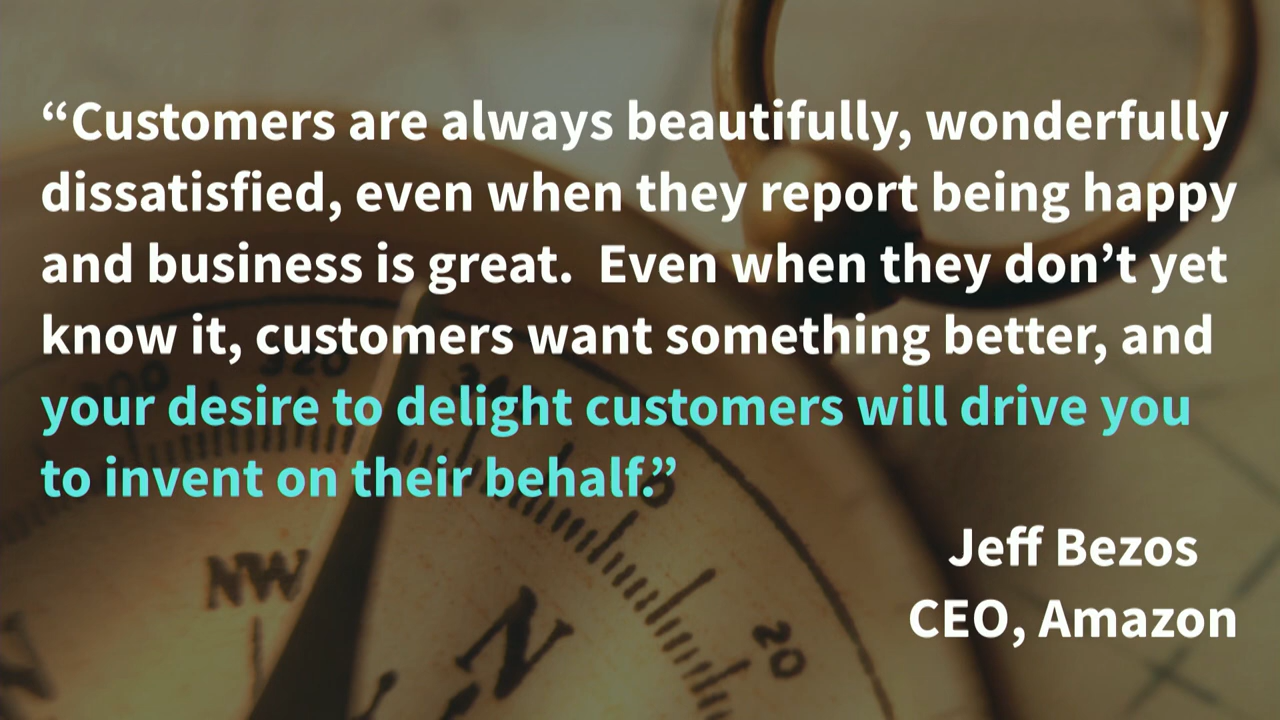 “Customers are always beautifully, wonderfully
dissatisfied, even when they report being happy
and business is great.  Even when they don’t yet
know it, customers want something better, and
your desire to delight customers will drive you
to invent on their behalf.”
Jeff Bezos
CEO, Amazon
320
NW
N
20